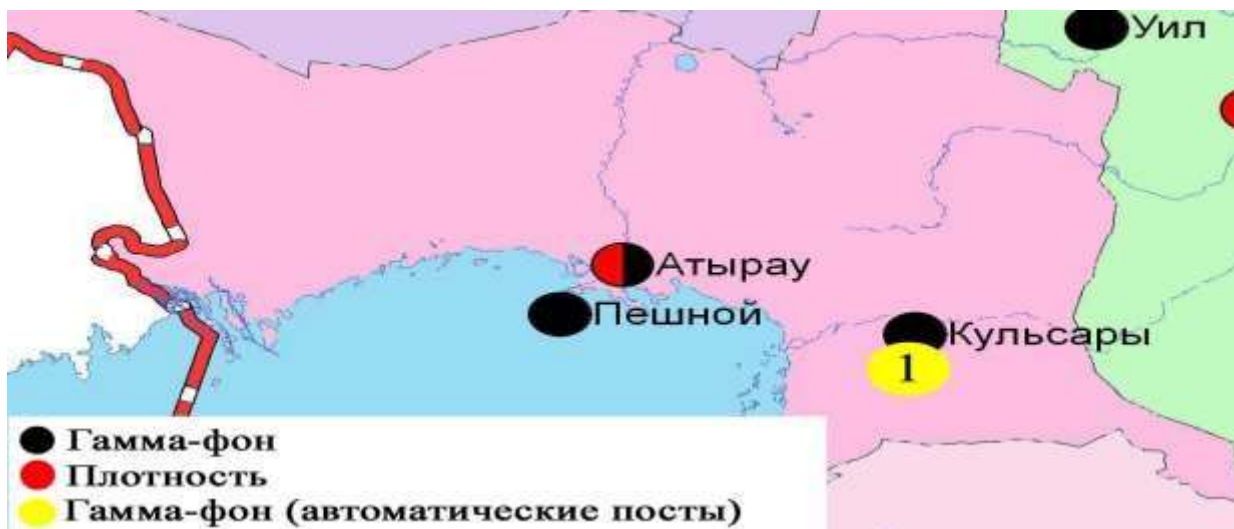 Уил
Атырау
Пешной
Кульсары
1
Гамма-фон
Плотность
Гамма-фон (автоматические посты)